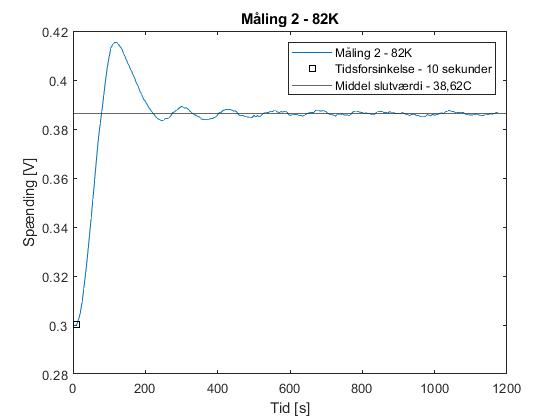 Måling 2 - 82K
Måling 2 - 82K
Tidsforsinkelse - 10 sekunder
Middel slutværdi - 38,62C
Spænding [V]
0.42
0.4
0.38
0.36
0.34
0.32
0.3
0.28
0 200 400 600 800 1000 1200
Tid [s]